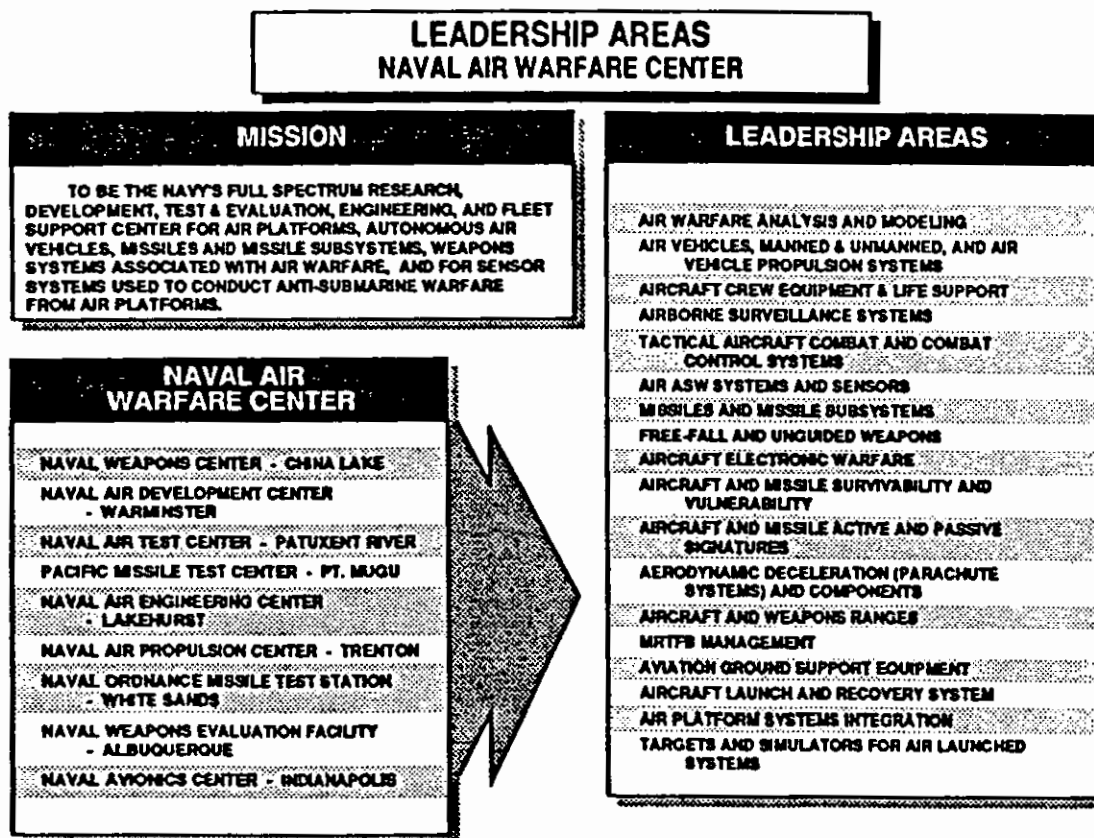 LEADERSHIP AREAS
NAVAL AIR WARFARE CENTER
MISSION
TO BE THE NAVY'S FULL SPECTRUM RESEARCH,
DEVELOPMENT, TEST & EVALUATION, ENGINEERING, AND FLEET
SUPPORT CENTER FOR AIR PLATFORMS, AUTONOMOUS AIR
VEHICLES, MISSILES AND MISSILE SUBSYSTEMS, WEAPONS
SYSTEMS ASSOCIATED WITH AIR WARFARE, AND FOR SENSOR
SYSTEMS USED TO CONDUCT ANTI-SUBMARINE WARFARE
FROM AIR PLATFORMS.
NAVAL AIR
WARFARE CENTER
NAVAL WEAPONS CENTER - CHINA LAKE
NAVAL AIR DEVELOPMENT CENTER
- WARMINSTER
NAVAL AIR TEST CENTER - PATUXENT RIVER
PACIFIC MISSILE TEST CENTER - PT. MUGU
NAVAL AIR ENGINEERING CENTER
- LAKEHURST
NAVAL AIR PROPULSION CENTER - TRENTON
NAVAL ORDNANCE MISSILE TEST STATION
- WHITE SANDS
NAVAL WEAPONS EVALUATION FACILITY
- ALBUQUERQUE
NAVAL AVIONICS CENTER - INDIANAPOLIS
LEADERSHIP AREAS
AIR WARFARE ANALYSIS AND MODELING
AIR VEHICLES, MANNED & UNMANNED, AND AIR
VEHICLE PROPULSION SYSTEMS
AIRCRAFT CREW EQUIPMENT & LIFE SUPPORT
AIRBORNE SURVEILLANCE SYSTEMS
TACTICAL AIRCRAFT COMBAT AND COMBAT
CONTROL SYSTEMS
AIR ASW SYSTEMS AND SENSORS
MISSILES AND MISSILE SUBSYSTEMS
FREE-FALL AND UNGUIDED WEAPONS
AIRCRAFT ELECTRONIC WARFARE
AIRCRAFT AND MISSILE SURVIVABILITY AND
VULNERABILITY
AIRCRAFT AND MISSILE ACTIVE AND PASSIVE
SIGNATURES
AERODYNAMIC DECELERATION (PARACHUTE
SYSTEMS) AND COMPONENTS
AIRCRAFT AND WEAPONS RANGES
MRTFB MANAGEMENT
AVIATION GROUND SUPPORT EQUIPMENT
AIRCRAFT LAUNCH AND RECOVERY SYSTEM
AIR PLATFORM SYSTEMS INTEGRATION
TARGETS AND SIMULATORS FOR AIR LAUNCHED
SYSTEMS